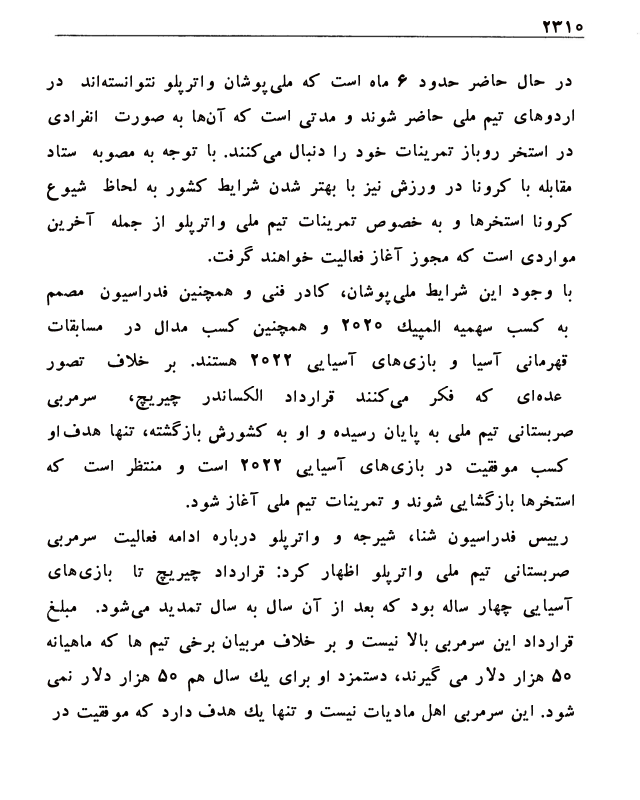 ۲۳۱۰
در حال حاضر حدود ۶ ماه است که ملی‌پوشان واترپلو نتوانسته‌اند در
اردوهای تیم ملی حاضر شوند و مدتی است که آن‌ها به صورت انفرادی
در استخر روباز تمرینات خود را دنبال می‌کنند. با توجه به مصوبه ستاد
مقابله با کرونا در ورزش نیز با بهتر شدن شرایط کشور به لحاظ شیوع
کرونا استخرها و به خصوص تمرینات تیم ملی واترپلو از جمله آخرین
مواردی است که مجوز آغاز فعالیت خواهند گرفت.
با وجود این شرایط ملی‌پوشان، کادر فنی و همچنین فدراسیون مصمم
به کسب سهمیه المپیك ۲۰۲۰ و همچنین کسب مدال در مسابقات
قهرمانی آسیا و بازی‌های آسیایی ۲۰۲۲ هستند. بر خلاف تصور
عده‌ای که فکر می‌کنند قرارداد الکساندر چیریچ، سرمربی
صربستانی تیم ملی به پایان رسیده و او به کشورش بازگشته، تنها هدف‌او
کسب موفقیت در بازی‌های آسیایی ۲۰۲۲ است و منتظر است که
استخرها بازگشایی شوند و تمرینات تیم ملی آغاز شود.
رییس فدراسیون شنا، شیرجه و واترپلو درباره ادامه فعالیت سرمربی
صربستانی تیم ملی واترپلو اظهار کرد: قرارداد چیریچ تا بازی‌های
آسیایی چهار ساله بود که بعد از آن سال به سال تمدید می‌شود. مبلغ
قرارداد این سرمربی بالا نیست و بر خلاف مربیان برخی تیم ها که ماهیانه
۵۰ هزار دلار می گیرند، دستمزد او برای یك سال هم ۵۰ هزار دلار نمی
شود. این سرمربی اهل مادیات نیست و تنها یك هدف دارد که موفقیت در